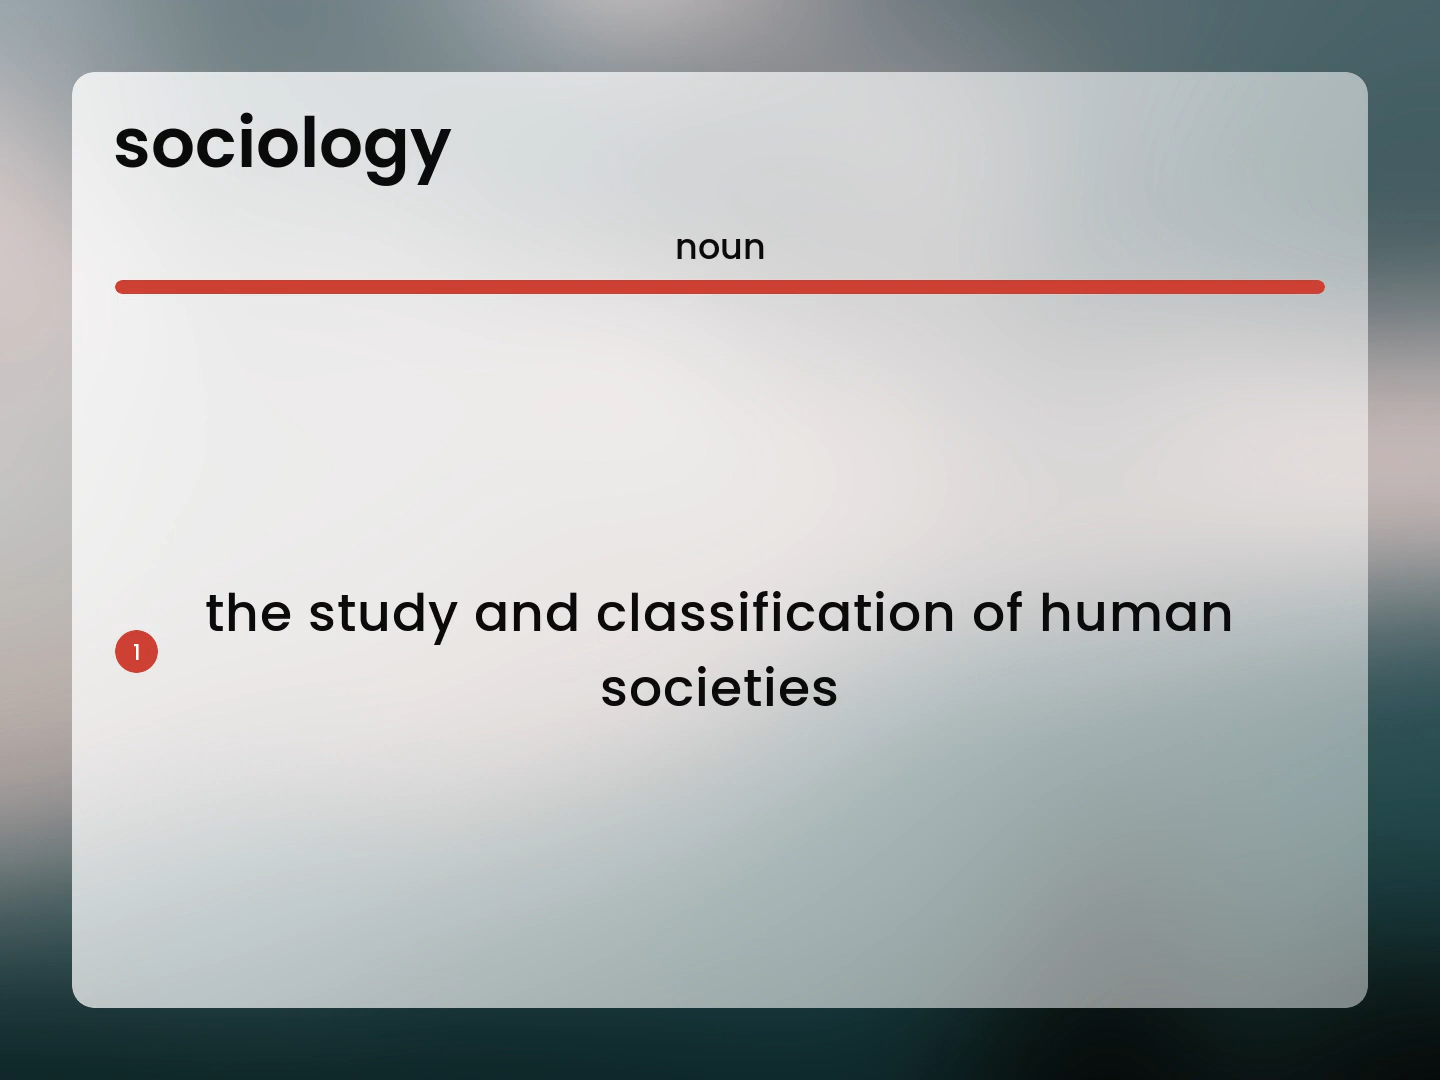 sociology
noun
1
the study and classification of human
societies